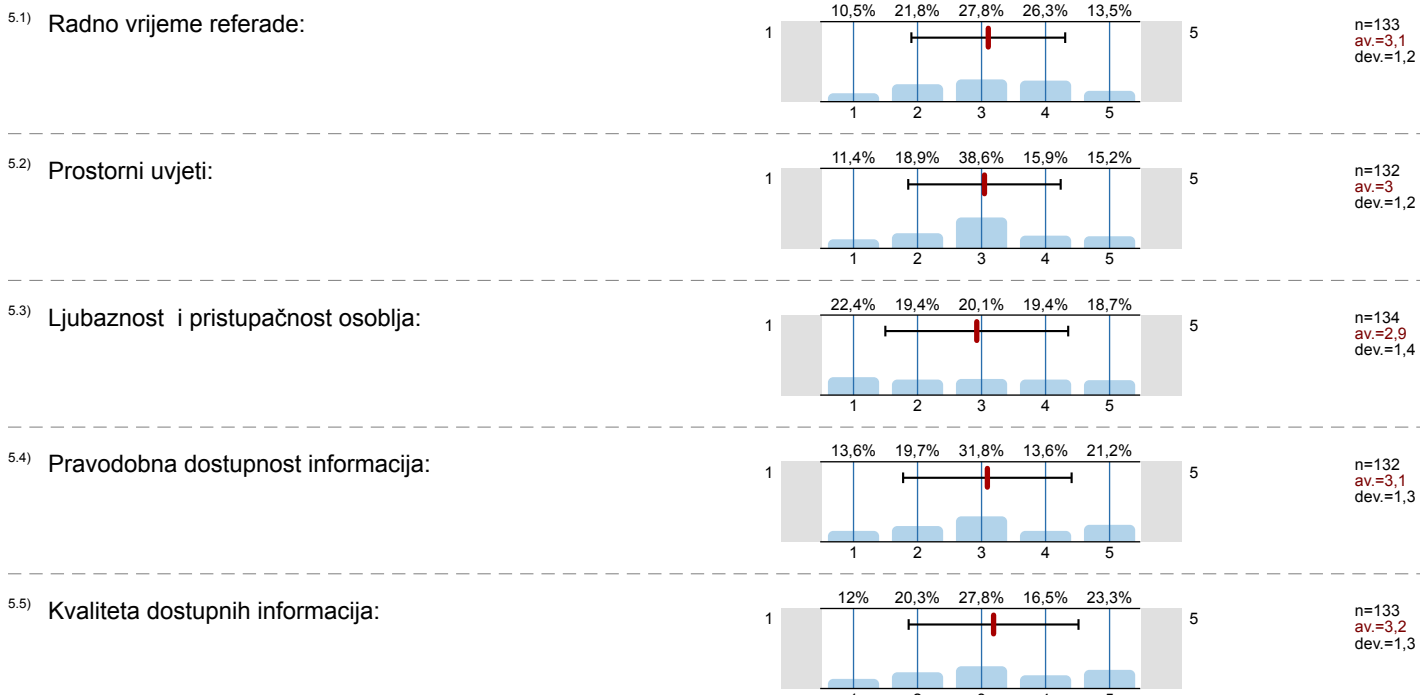 5.1) Radno vrijeme referade:
10,5% 21,8% 27,8% 26,3% 13,5%
1 5
n=133
av.=3,1
dev.=1,2
1 2 3 4 5
5.2) Prostorni uvjeti:
11,4% 18,9% 38,6% 15,9% 15,2%
1 5
n=132
av.=3
dev.=1,2
1 2 3 4 5
5.3) Ljubaznost i pristupačnost osoblja:
22,4% 19,4% 20,1% 19,4% 18,7%
1 5
n=134
av.=2,9
dev.=1,4
1 2 3 4 5
5.4) Pravodobna dostupnost informacija:
13,6% 19,7% 31,8% 13,6% 21,2%
1 5
n=132
av.=3,1
dev.=1,3
1 2 3 4 5
5.5) Kvaliteta dostupnih informacija:
12% 20,3% 27,8% 16,5% 23,3%
1 5
n=133
av.=3,2
dev.=1,3